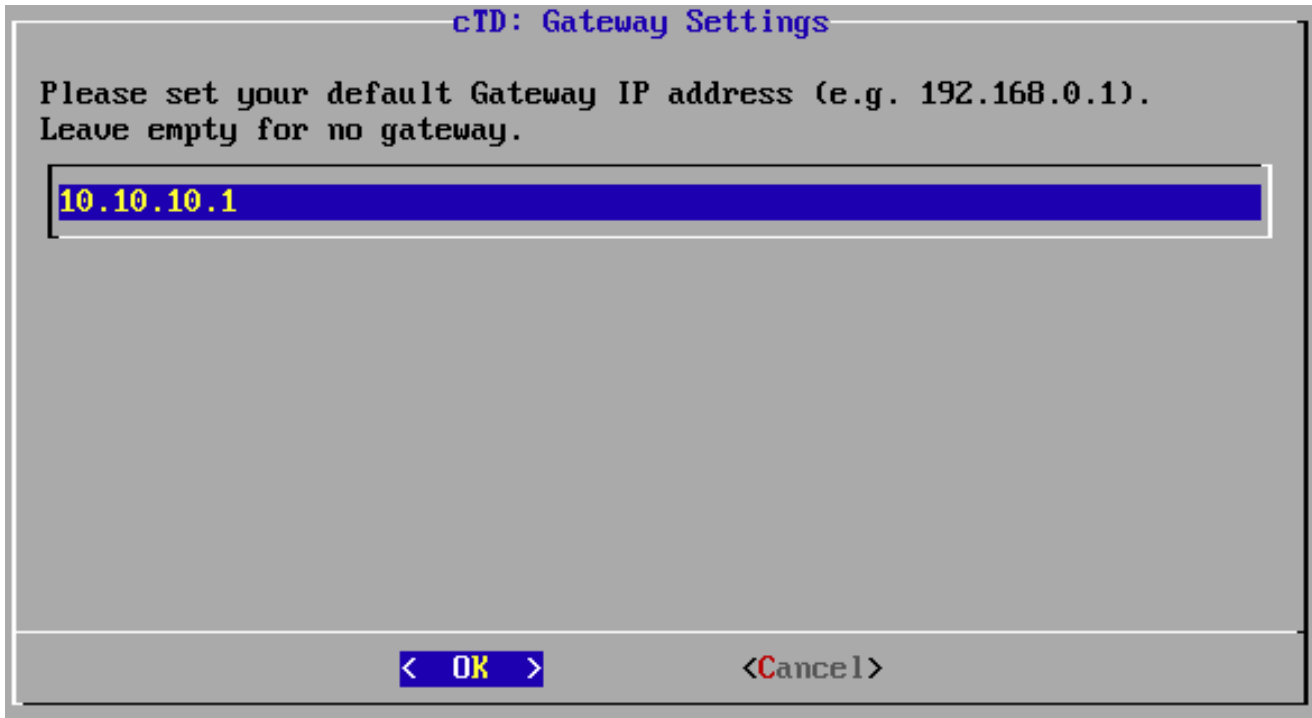 cTD: Gateway Settings
Please set your default Gateway IP address (e.g. 192.168.0.1).
Leave empty for no gateway.
10.10.10.1
< OK > <Cancel>